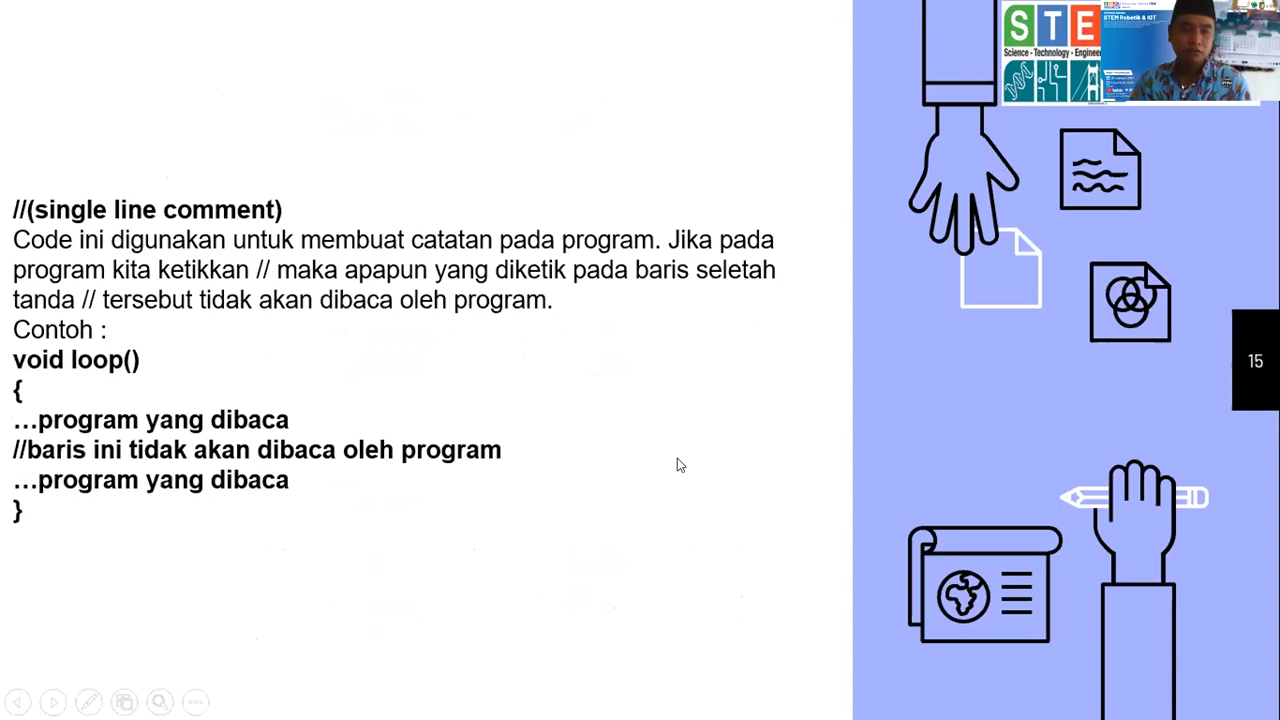 //(single line comment)
Code ini digunakan untuk membuat catatan pada program. Jika pada
program kita ketikkan // maka apapun yang diketik pada baris seletah
tanda // tersebut tidak akan dibaca oleh program.
Contoh :
void loop()
{
…program yang dibaca
//baris ini tidak akan dibaca oleh program
…program yang dibaca
}
STE
Science - Technology - Engineer
STEM Robotik & IOT
15